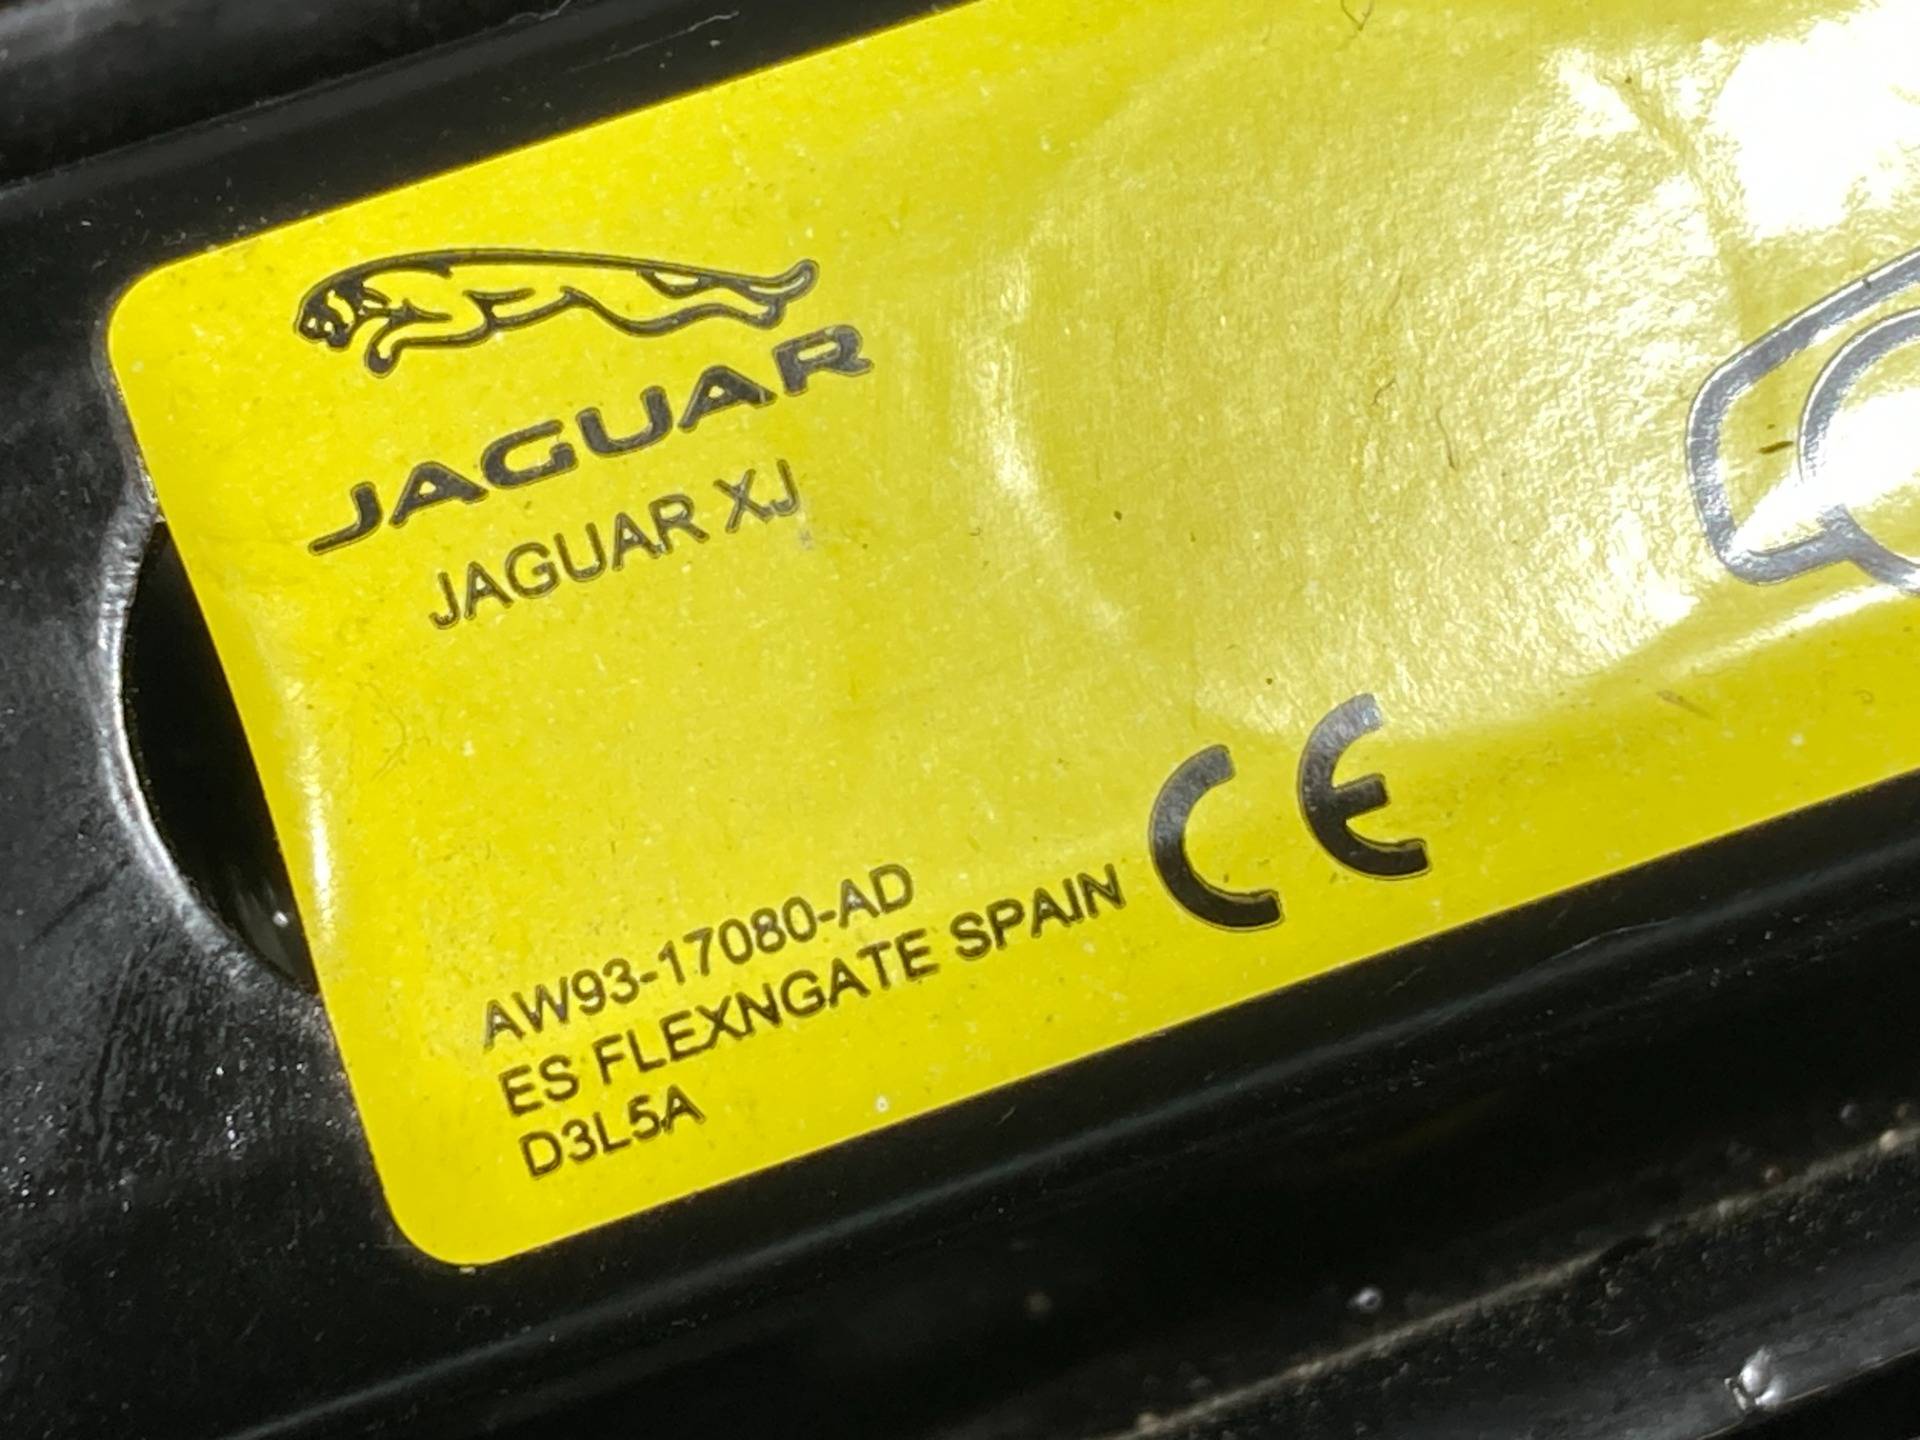 JAGUAR
JAGUAR XJ
AW93-17080-AD
ES FLEXNGATE SPAIN
D3L5A
CE